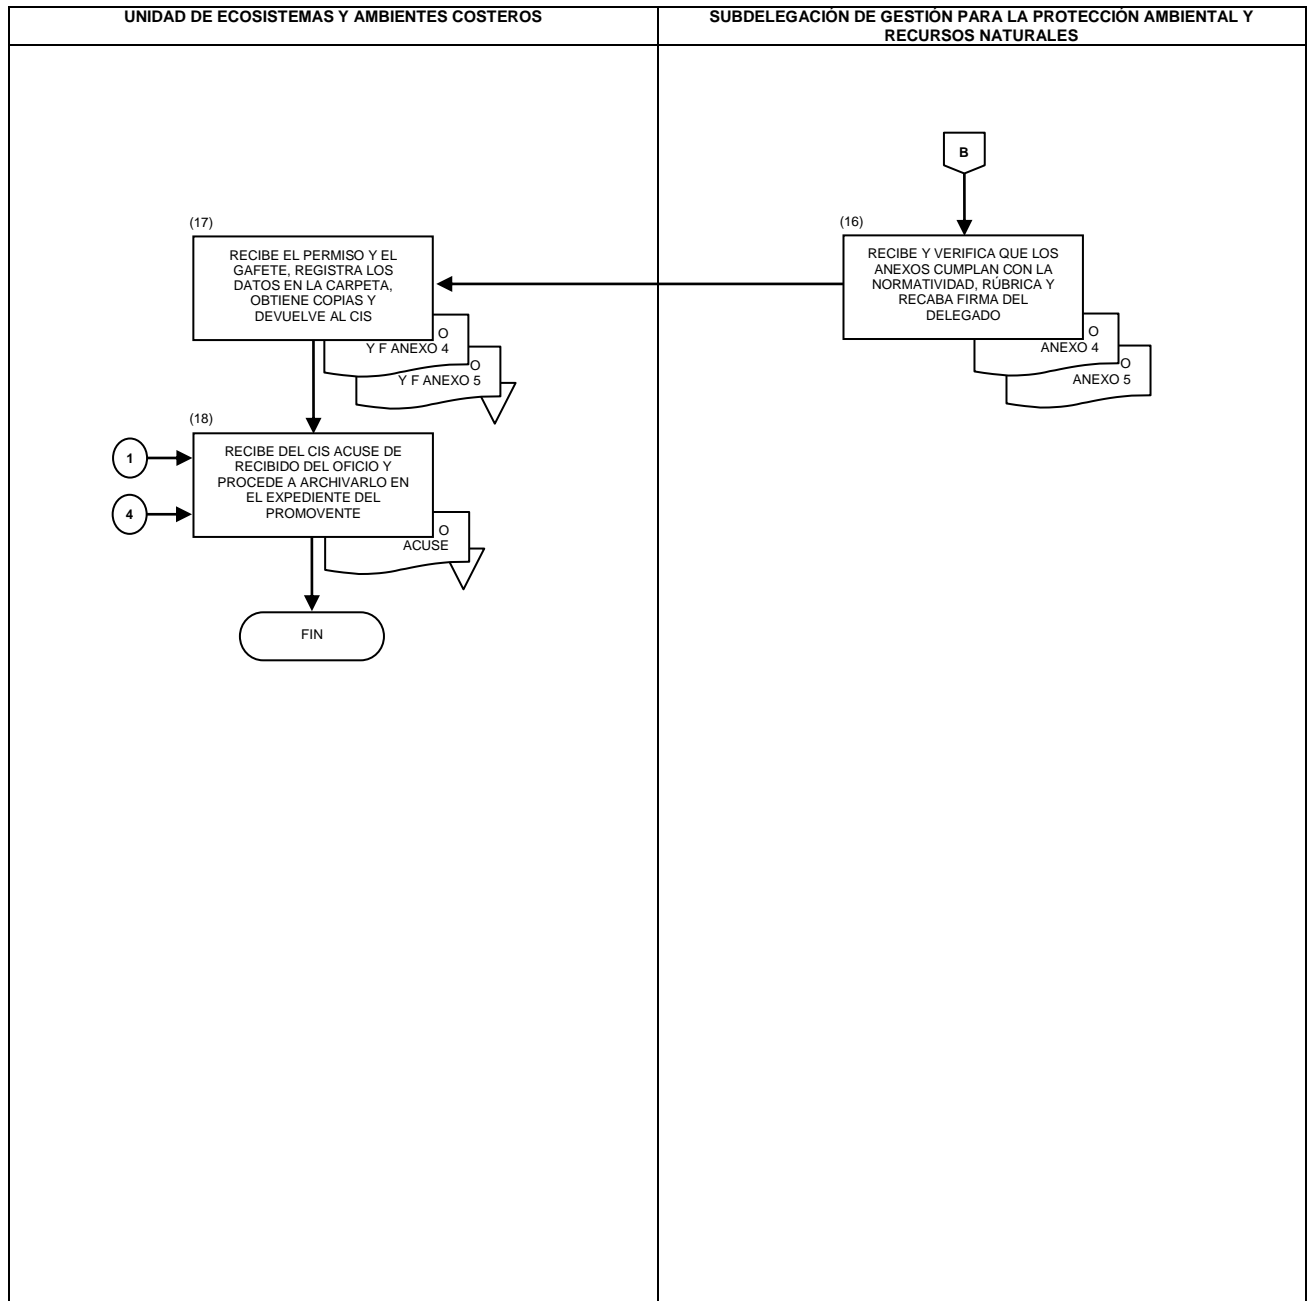 UNIDAD DE ECOSISTEMAS Y AMBIENTES COSTEROS
SUBDELEGACIÓN DE GESTIÓN PARA LA PROTECCIÓN AMBIENTAL Y
RECURSOS NATURALES
B
(16)
RECIBE Y VERIFICA QUE LOS
ANEXOS CUMPLAN CON LA
NORMATIVIDAD, RÚBRICA Y
RECABA FIRMA DEL
DELEGADO
O
ANEXO 4
O
ANEXO 5
(17)
RECIBE EL PERMISO Y EL
GAFETE, REGISTRA LOS
DATOS EN LA CARPETA,
OBTIENE COPIAS Y
DEVUELVE AL CIS
O
Y F ANEXO 4
O
Y F ANEXO 5
(18)
1
4
RECIBE DEL CIS ACUSE DE
RECIBIDO DEL OFICIO Y
PROCEDE A ARCHIVARLO EN
EL EXPEDIENTE DEL
PROMOVENTE
O
ACUSE
FIN